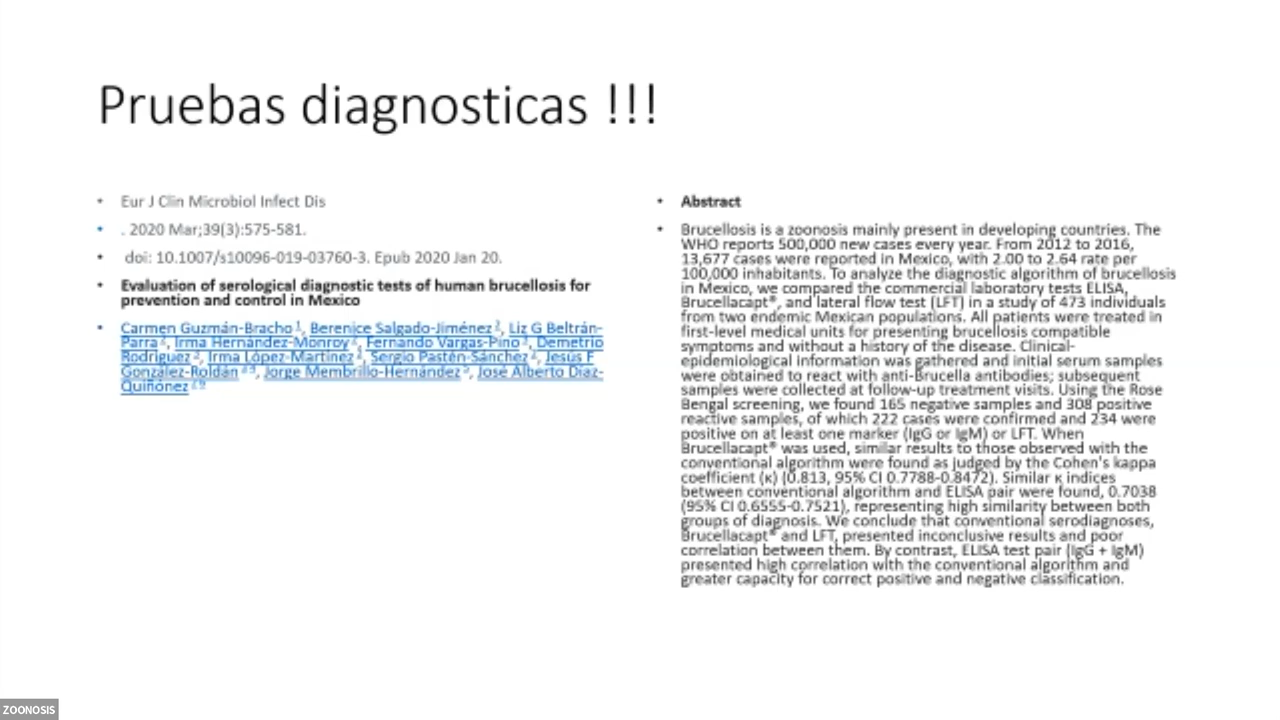 Pruebas diagnosticas !!!
• Eur J Clin Microbiol Infect Dis
• . 2020 Mar;39(3):575-581.
• doi: 10.1007/s10096-019-03760-3. Epub 2020 Jan 20.
• Evaluation of serological diagnostic tests of human brucellosis for
prevention and control in Mexico
• Carmen Guzmán-Bracho 1, Berenice Salgado-Jiménez 2, Liz G Beltrán-
Parra 2, Irma Hernández-Monroy 2, Fernando Vargas-Pino 2, Demetrio
Rodríguez 2, Irma López-Martínez 2, Sergio Pastén-Sánchez 2, Jesús F
González-Roldán, Jorge Membrillo-Hernández 5, José Alberto Díaz-
Quiñónez
• Abstract
• Brucellosis is a zoonosis mainly present in developing countries. The
WHO reports 500,000 new cases every year. From 2012 to 2016,
13,677 cases were reported in Mexico, with 2.00 to 2.64 rate per
100,000 inhabitants. To analyze the diagnostic algorithm of brucellosis
in Mexico, we compared the commercial laboratory tests ELISA,
Brucellacapt®, and lateral flow test (LFT) in a study of 473 individuals
from two endemic Mexican populations. All patients were treated in
first-level medical units for presenting brucellosis compatible
symptoms and without a history of the disease. Clinical-
epidemiological information was gathered and initial serum samples
were obtained to react with anti-Brucella antibodies; subsequent
samples were collected at follow-up treatment visits. Using the Rose
Bengal screening, we found 165 negative samples and 308 positive
reactive samples, of which 222 cases were confirmed and 234 were
positive on at least one marker (IgG or IgM) or LFT. When
Brucellacapt® was used, similar results to those observed with the
conventional algorithm were found as judged by the Cohen's kappa
coefficient (κ) (0.813, 95% CI 0.7788-0.8472). Similar κ indices
between conventional algorithm and ELISA pair were found, 0.7038
(95% CI 0.6555-0.7521), representing high similarity between both
groups of diagnosis. We conclude that conventional serodiagnoses,
Brucellacapt® and LFT, presented inconclusive results and poor
correlation between them. By contrast, ELISA test pair (IgG + IgM)
presented high correlation with the conventional algorithm and
greater capacity for correct positive and negative classification.
ZOONOSIS